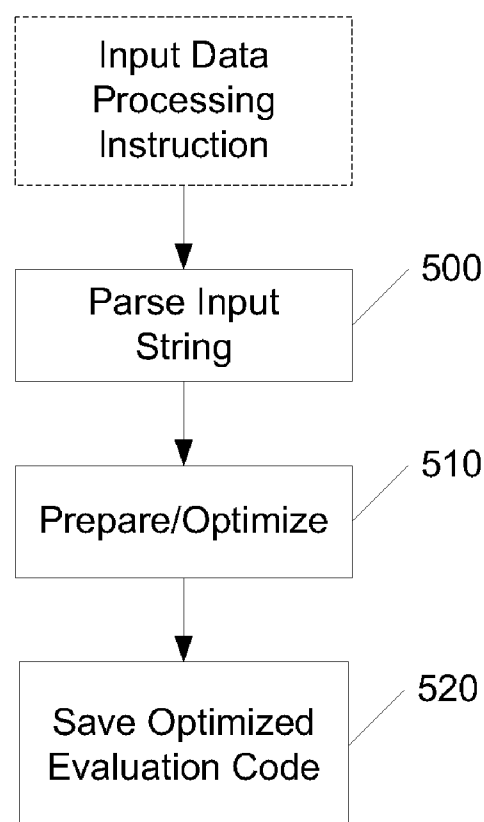 Input Data
Processing
Instruction
500
Parse Input
String
510
Prepare/Optimize
520
Save Optimized
Evaluation Code